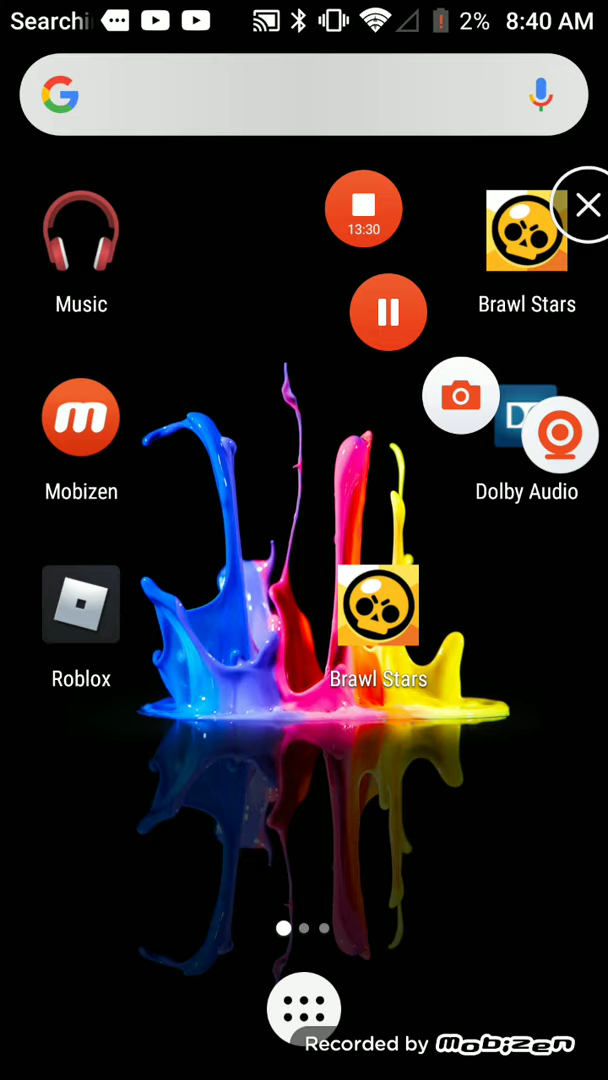 Searchi 2% 8:40 AM
13:30
Music
Brawl Stars
Mobizen
Dolby Audio
Roblox
Brawl Stars
Recorded by Mobizen